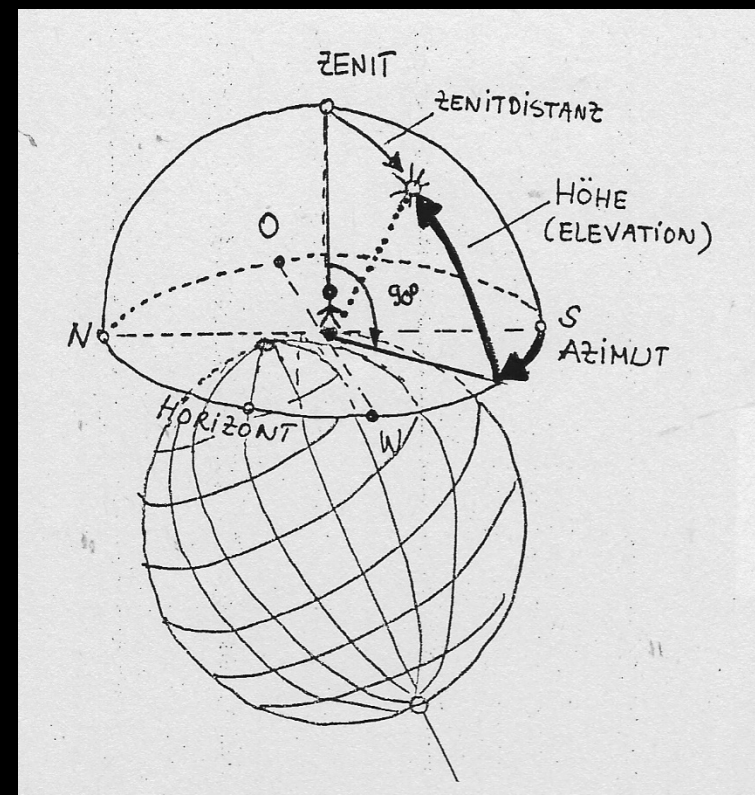 ZENIT
ZENITDISTANZ
HÖHE
(ELEVATION)
O
90°
N
S
AZIMUT
HORIZONT
W